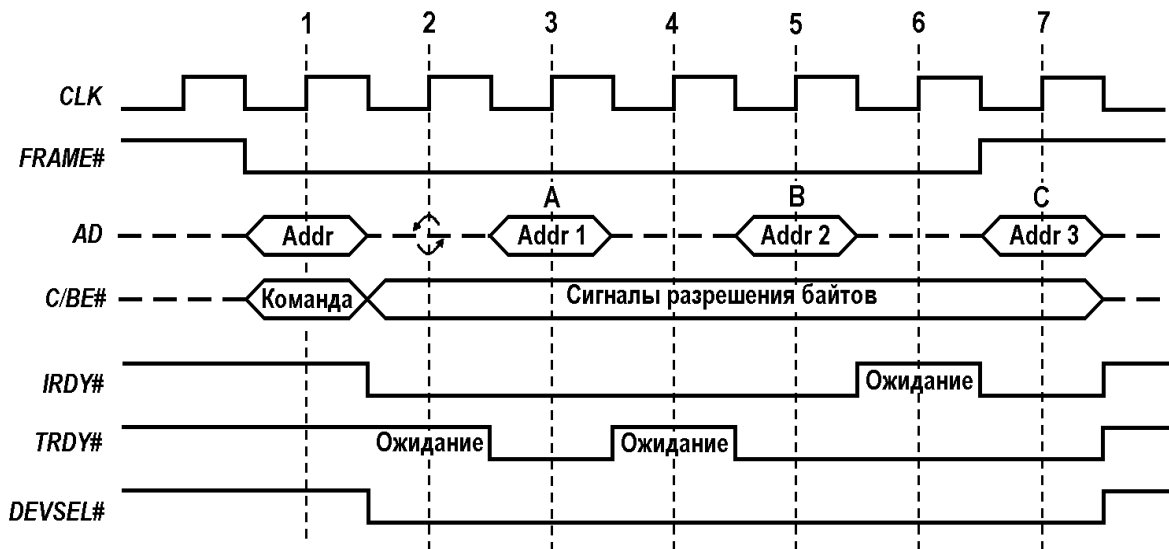 1 2 3 4 5 6 7
CLK
FRAME#
A B C
AD Addr Addr 1 Addr 2 Addr 3
C/BE# Команда Сигналы разрешения байтов
IRDY# Ожидание
TRDY# Ожидание Ожидание
DEVSEL#